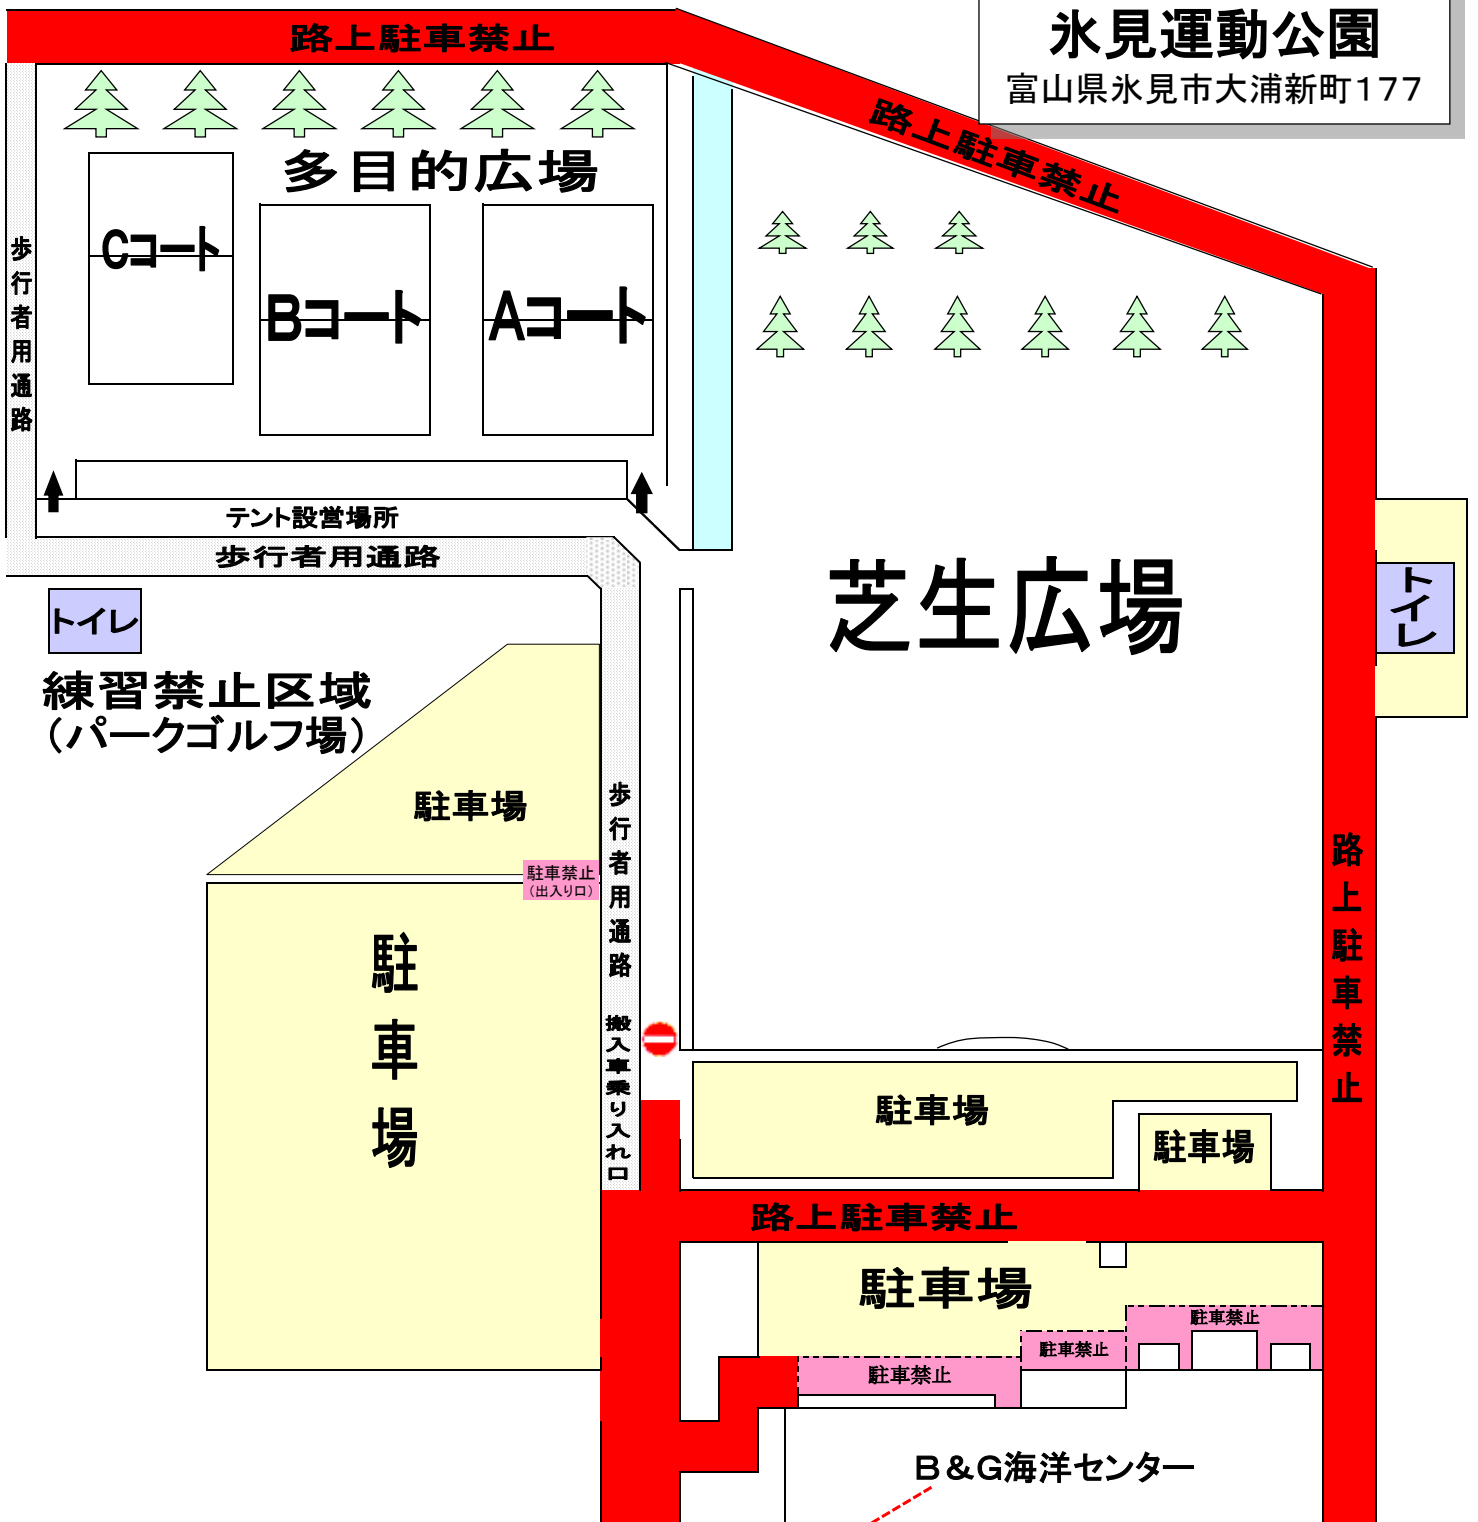 氷見運動公園
富山県氷見市大浦新町177
路上駐車禁止
路上駐車禁止
多目的広場
Cコート
Bコート
Aコート
歩行者用通路
テント設営場所
歩行者用通路
トイレ
練習禁止区域
（パークゴルフ場）
芝生広場
トイレ
駐車場
駐車禁止
（出入り口）
歩行者用通路
搬入車乗り入れ口
路上駐車禁止
駐車場
駐車場
駐車場
路上駐車禁止
駐車場
駐車禁止
駐車禁止
駐車禁止
B&G海洋センター